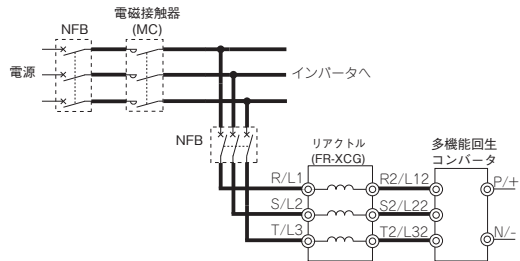 電磁接触器
(MC)
NFB
電源
インバータへ
NFB
リアクトル
(FR-XCG)
多機能回生
コンバータ
R/L1
R2/L12
P/+
S/L2
S2/L22
T/L3
T2/L32
N/-